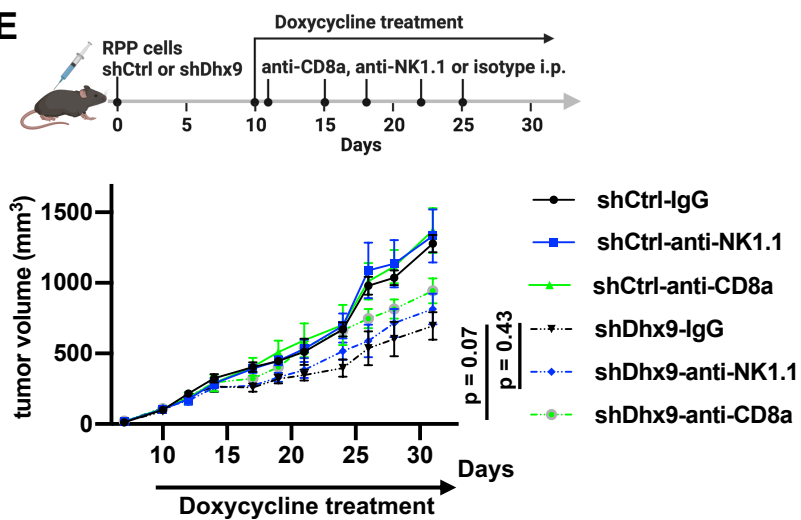 E
Doxycycline treatment
RPP cells
shCtrl or shDhx9
anti-CD8a, anti-NK1.1 or isotype i.p.
0 5 10 15 20 25 30
Days
tumor volume (mm³)
1500
1000
500
0
10 15 20 25 30
Days
Doxycycline treatment
p = 0.07
p = 0.43
shCtrl-IgG
shCtrl-anti-NK1.1
shCtrl-anti-CD8a
shDhx9-IgG
shDhx9-anti-NK1.1
shDhx9-anti-CD8a